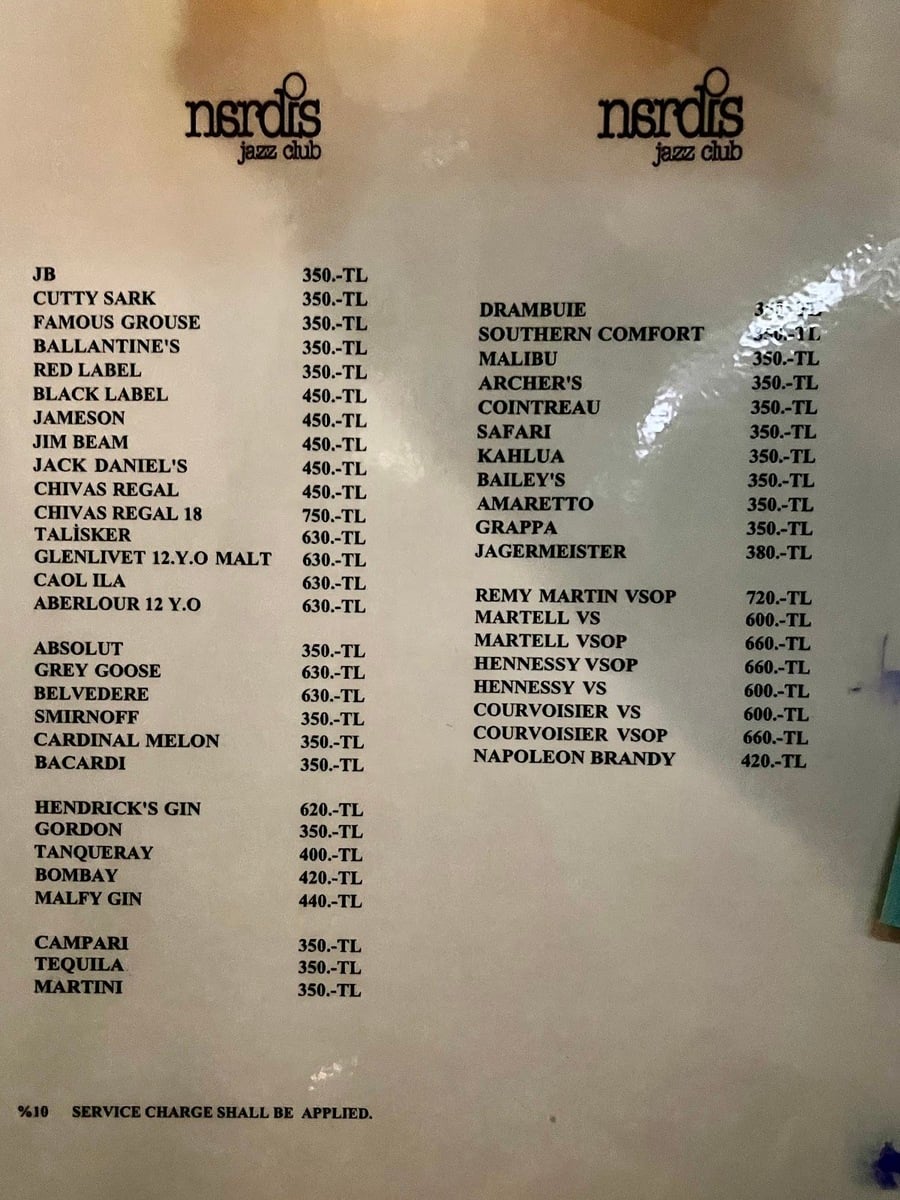 nardis
jazz club
JB 350.-TL
CUTTY SARK 350.-TL
FAMOUS GROUSE 350.-TL
BALLANTINE'S 350.-TL
RED LABEL 350.-TL
BLACK LABEL 450.-TL
JAMESON 450.-TL
JIM BEAM 450.-TL
JACK DANIEL'S 450.-TL
CHIVAS REGAL 450.-TL
CHIVAS REGAL 18 750.-TL
TALİSKER 630.-TL
GLENLIVET 12.Y.O MALT 630.-TL
CAOL ILA 630.-TL
ABERLOUR 12 Y.O 630.-TL
ABSOLUT 350.-TL
GREY GOOSE 630.-TL
BELVEDERE 630.-TL
SMIRNOFF 350.-TL
CARDINAL MELON 350.-TL
BACARDI 350.-TL
HENDRICK'S GIN 620.-TL
GORDON 350.-TL
TANQUERAY 400.-TL
BOMBAY 420.-TL
MALFY GIN 440.-TL
CAMPARI 350.-TL
TEQUILA 350.-TL
MARTINI 350.-TL
%10 SERVICE CHARGE SHALL BE APPLIED.
nardis
jazz club
DRAMBUIE
SOUTHERN COMFORT 350.-TL
MALIBU 350.-TL
ARCHER'S 350.-TL
COINTREAU 350.-TL
SAFARI 350.-TL
KAHLUA 350.-TL
BAILEY'S 350.-TL
AMARETTO 350.-TL
GRAPPA 350.-TL
JAGERMEISTER 380.-TL
REMY MARTIN VSOP 720.-TL
MARTELL VS 600.-TL
MARTELL VSOP 660.-TL
HENNESSY VSOP 660.-TL
HENNESSY VS 600.-TL
COURVOISIER VS 600.-TL
COURVOISIER VSOP 660.-TL
NAPOLEON BRANDY 420.-TL